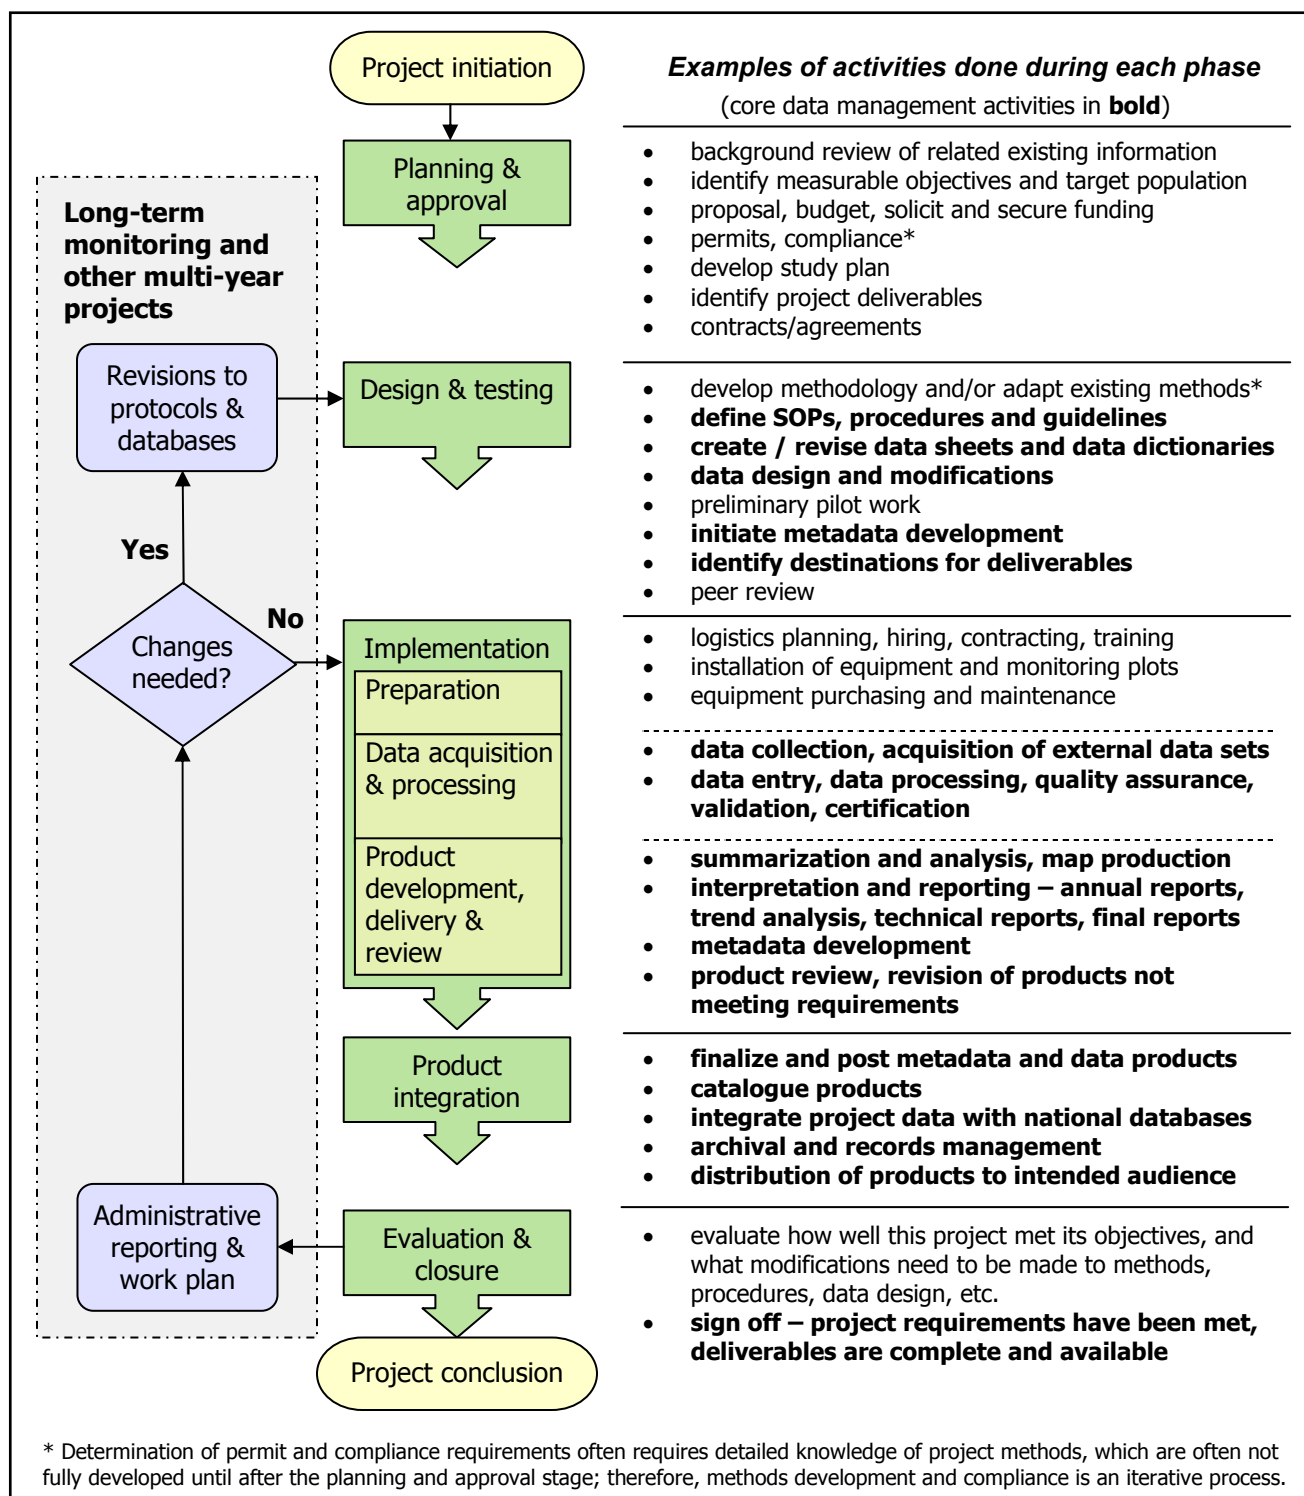 Project initiation
Examples of activities done during each phase
(core data management activities in bold)
Planning &
approval
• background review of related existing information
• identify measurable objectives and target population
• proposal, budget, solicit and secure funding
• permits, compliance*
• develop study plan
• identify project deliverables
• contracts/agreements
Long-term
monitoring and
other multi-year
projects
Revisions to
protocols &
databases
Design & testing
• develop methodology and/or adapt existing methods*
• define SOPs, procedures and guidelines
• create / revise data sheets and data dictionaries
• data design and modifications
• preliminary pilot work
• initiate metadata development
• identify destinations for deliverables
• peer review
Yes
No
Changes
needed?
Implementation
Preparation
• logistics planning, hiring, contracting, training
• installation of equipment and monitoring plots
• equipment purchasing and maintenance
Data acquisition
& processing
• data collection, acquisition of external data sets
• data entry, data processing, quality assurance,
validation, certification
Product
development,
delivery &
review
• summarization and analysis, map production
• interpretation and reporting – annual reports,
trend analysis, technical reports, final reports
• metadata development
• product review, revision of products not
meeting requirements
Product
integration
• finalize and post metadata and data products
• catalogue products
• integrate project data with national databases
• archival and records management
• distribution of products to intended audience
Administrative
reporting &
work plan
Evaluation &
closure
• evaluate how well this project met its objectives, and
what modifications need to be made to methods,
procedures, data design, etc.
• sign off – project requirements have been met,
deliverables are complete and available
Project conclusion
* Determination of permit and compliance requirements often requires detailed knowledge of project methods, which are often not
fully developed until after the planning and approval stage; therefore, methods development and compliance is an iterative process.